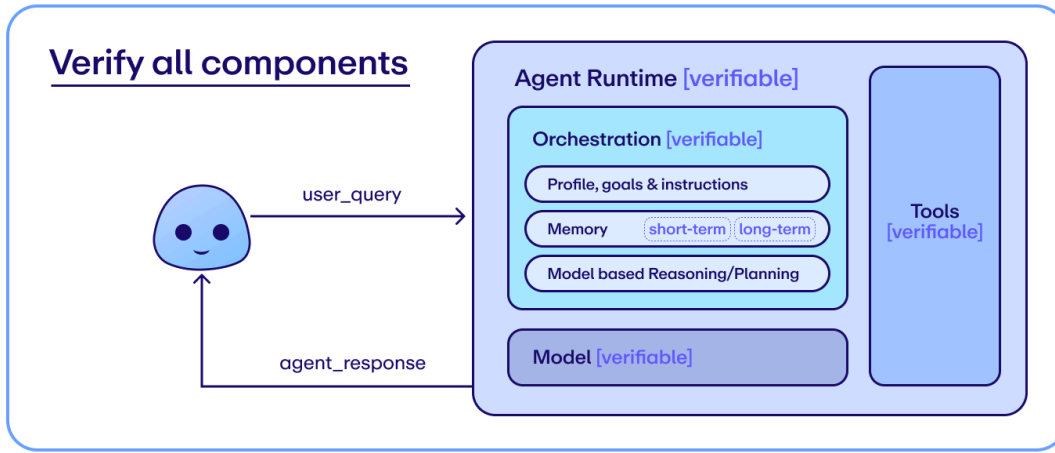 Verify all components
Agent Runtime [verifiable]
Orchestration [verifiable]
Profile, goals & instructions
Memory short-term long-term
Model based Reasoning/Planning
Model [verifiable]
Tools
[verifiable]
user_query
agent_response